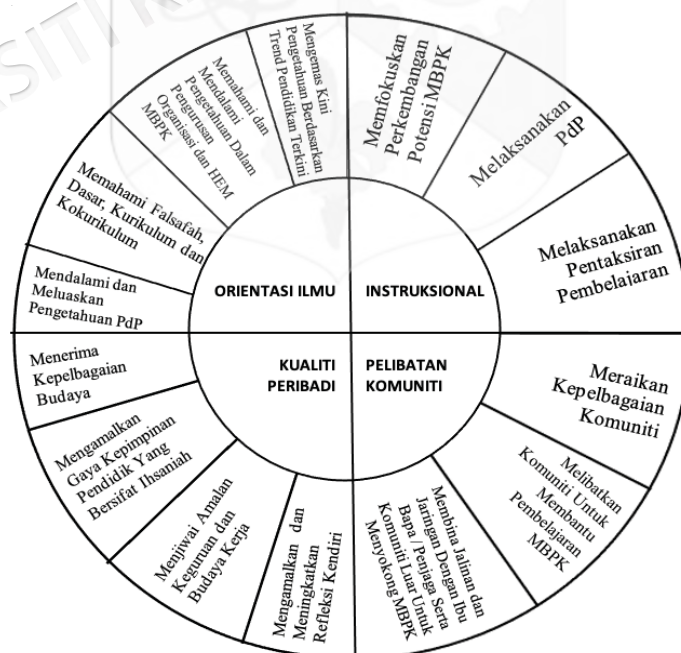 Mengemas Kini
Pengetahuan Berdasarkan
Trend Pendidikan Terkini
Memfokuskan
Perkembangan
Potensi MBPK
Melaksanakan
PdP
Melaksanakan
Pentaksiran
Pembelajaran
Memahami dan
Mendalami
Pengetahuan Dalam
Pengurusan
Organisasi dan HEM
MBPK
Memahami Falsafah,
Dasar, Kurikulum dan
Kokurikulum
Mendalami dan
Meluaskan
Pengetahuan PdP
ORIENTASI ILMU
INSTRUKSIONAL
KUALITI
PERIBADI
PELIBATAN
KOMUNITI
Menerima
Kepelbagaian
Budaya
Mengamalkan
Gaya Kepimpinan
Pendidik Yang
Bersifat Ihsaniah
Menjiwai Amalan
Keguruan dan
Budaya Kerja
Mengamalkan dan
Meningkatkan
Refleksi Kendiri
Membina Jalinan dan
Jaringan Dengan Ibu
Bapa / Penjaga Serta
Komuniti Luar Untuk
Menyokong MBPK
Melibatkan
Komuniti Untuk
Membantu
Pembelajaran
MBPK
Meraikan
Kepelbagaian
Komuniti